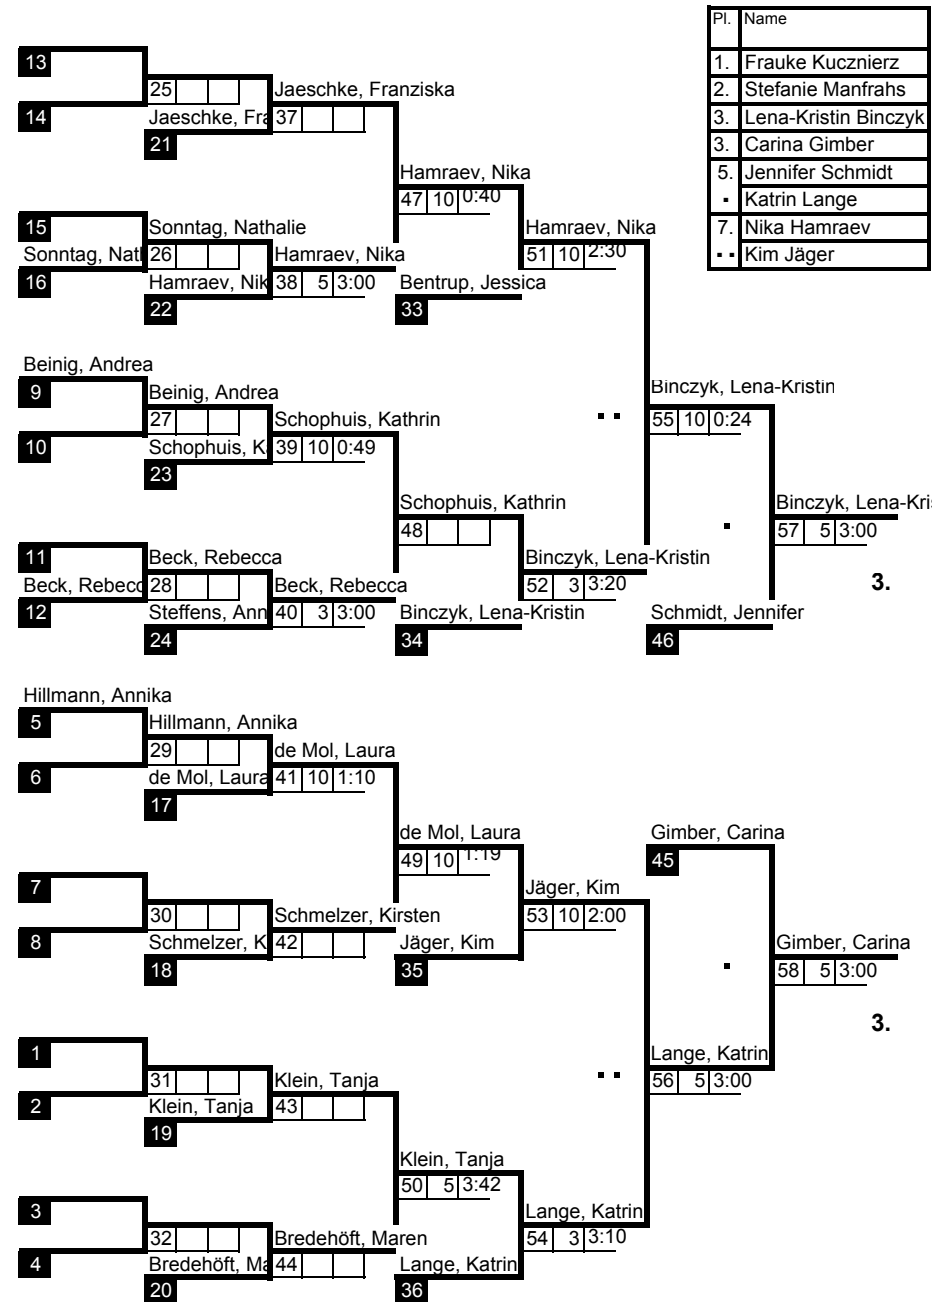 Pl. Name
1. Frauke Kucznierz
2. Stefanie Manfrahs
3. Lena-Kristin Binczyk
3. Carina Gimber
5. Jennifer Schmidt
Katrin Lange
7. Nika Hamraev
Kim Jäger
13
25 Jaeschke, Franziska
14 Jaeschke, Fra 37
21
Hamraev, Nika
47 10 0:40
15 Sonntag, Nathalie Hamraev, Nika
Sonntag, Nath 26 Hamraev, Nika 51 10 2:30
16 Hamraev, Nik 38 5 3:00 Bentrup, Jessica
22 33
Beinig, Andrea
9 Beinig, Andrea Binczyk, Lena-Kristin
27 Schophuis, Kathrin 55 10 0:24
10 Schophuis, Ka 39 10 0:49
23
Schophuis, Kathrin Binczyk, Lena-Kris
48 57 5 3:00
11 Beck, Rebecca Binczyk, Lena-Kristin
Beck, Rebecc 28 Beck, Rebecca 52 3 3:20 3.
12 Steffens, Ann 40 3 3:00 Binczyk, Lena-Kristin Schmidt, Jennifer
24 34 46
Hillmann, Annika
5 Hillmann, Annika
29 de Mol, Laura
6 de Mol, Laura 41 10 1:10
17
de Mol, Laura Gimber, Carina
49 10 1:19 45
7 Jäger, Kim
30 Schmelzer, Kirsten 53 10 2:00
8 Schmelzer, K 42 Jäger, Kim Gimber, Carina
18 35 58 5 3:00
3.
1 Lange, Katrin
31 Klein, Tanja 56 5 3:00
2 Klein, Tanja 43
19
Klein, Tanja
50 5 3:42
3 Lange, Katrin
32 Bredehöft, Maren 54 3 3:10
4 Bredehöft, Ma 44 Lange, Katrin
20 36